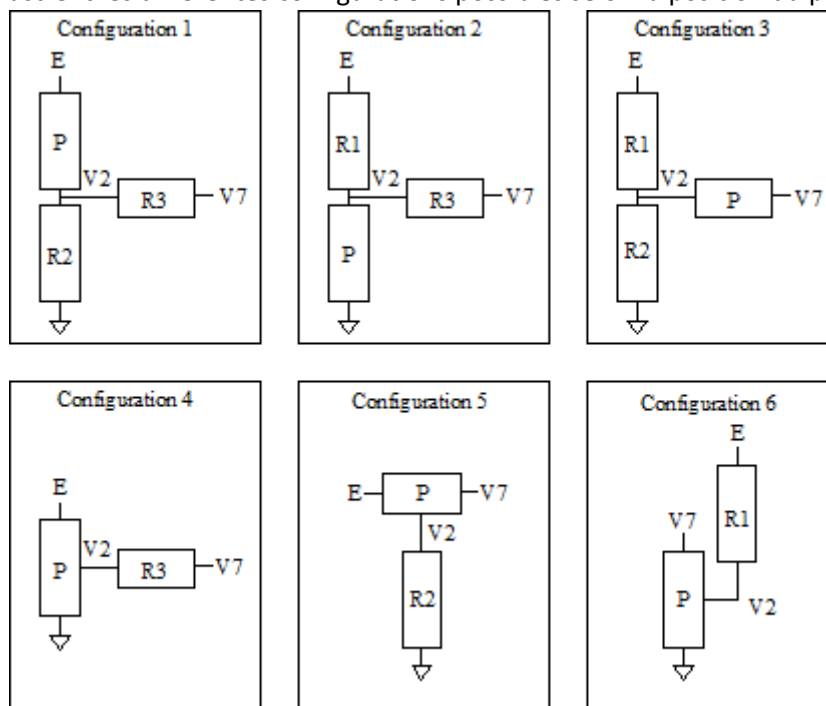 Configuration 1
E
P
V2
R3
V7
R2
Configuration 2
E
R1
V2
R3
V7
P
Configuration 3
E
R1
V2
P
V7
R2
Configuration 4
E
V2
P
R3
V7
Configuration 5
E
P
V7
V2
R2
Configuration 6
E
V7
R1
P
V2